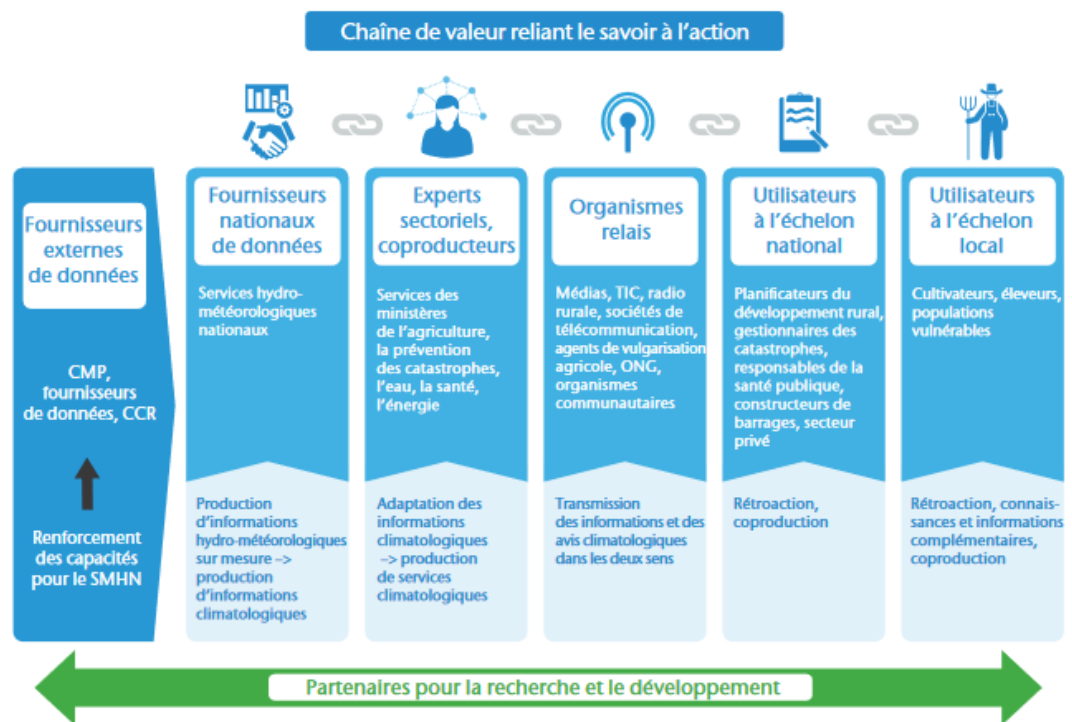 Chaîne de valeur reliant le savoir à l'action
Fournisseurs
externes
de données
CMP,
fournisseurs
de données, CCR
Renforcement
des capacités
pour le SMHN
Fournisseurs
nationaux
de données
Services hydro-
météorologiques
nationaux
Production
d'informations
hydro-météorologiques
sur mesure –>
production
d'informations
climatologiques
Experts
sectoriels,
coproducteurs
Services des
ministères
de l'agriculture,
la prévention
des catastrophes,
l'eau, la santé,
l'énergie
Adaptation des
informations
climatologiques
–> production
de services
climatologiques
Organismes
relais
Médias, TIC, radio
rurale, sociétés de
télécommunication,
agents de vulgarisation
agricole, ONG,
organismes
communautaires
Transmission
des informations et des
avis climatologiques
dans les deux sens
Utilisateurs
à l'échelon
national
Planificateurs du
développement rural,
gestionnaires des
catastrophes,
responsables de la
santé publique,
constructeurs de
barrages, secteur
privé
Rétroaction,
coproduction
Utilisateurs
à l'échelon
local
Cultivateurs, éleveurs,
populations
vulnérables
Rétroaction, connais-
sances et informations
complémentaires,
coproduction
Partenaires pour la recherche et le développement